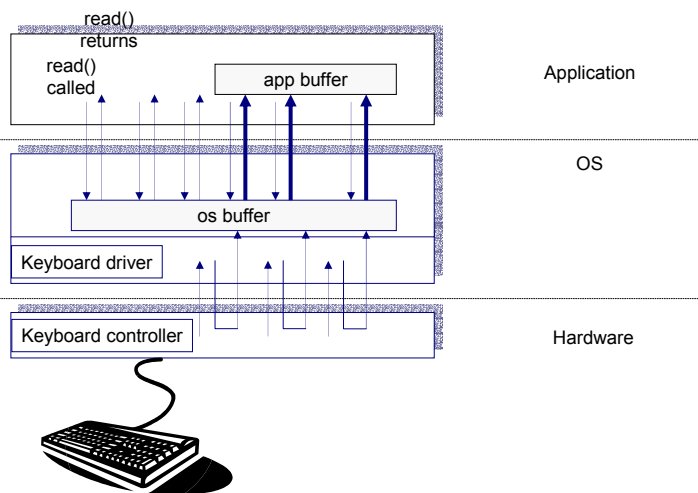 read()
returns
read()
called
app buffer
Application
OS
os buffer
Keyboard driver
Keyboard controller
Hardware